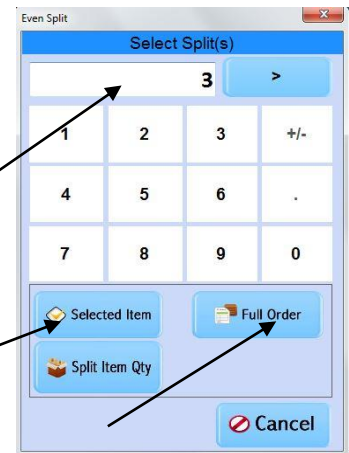 Even Split
X
Select Split(s)
3 >
1 2 3 +/-
4 5 6 .
7 8 9 0
Selected Item Full Order
Split Item Qty
Cancel